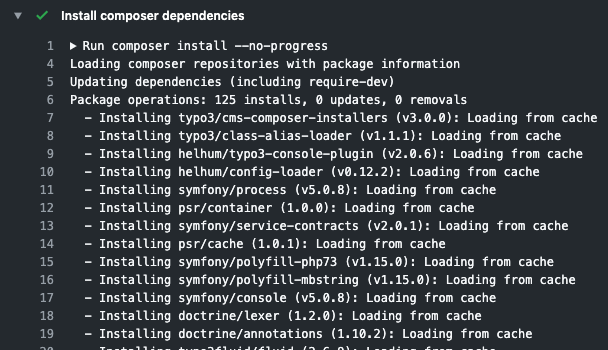 Install composer dependencies
1 Run composer install --no-progress
4 Loading composer repositories with package information
5 Updating dependencies (including require-dev)
6 Package operations: 125 installs, 0 updates, 0 removals
7 - Installing typo3/cms-composer-installers (v3.0.0): Loading from cache
8 - Installing typo3/class-alias-loader (v1.1.1): Loading from cache
9 - Installing helhum/typo3-console-plugin (v2.0.6): Loading from cache
10 - Installing helhum/config-loader (v0.12.2): Loading from cache
11 - Installing symfony/process (v5.0.8): Loading from cache
12 - Installing psr/container (1.0.0): Loading from cache
13 - Installing symfony/service-contracts (v2.0.1): Loading from cache
14 - Installing psr/cache (1.0.1): Loading from cache
15 - Installing symfony/polyfill-php73 (v1.15.0): Loading from cache
16 - Installing symfony/polyfill-mbstring (v1.15.0): Loading from cache
17 - Installing symfony/console (v5.0.8): Loading from cache
18 - Installing doctrine/lexer (1.2.0): Loading from cache
19 - Installing doctrine/annotations (1.10.2): Loading from cache